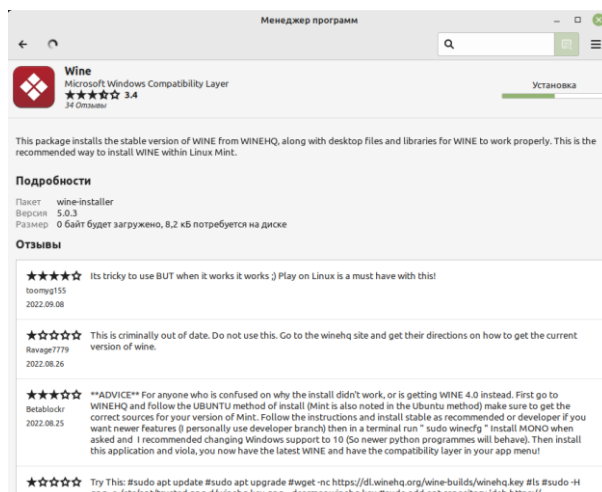 Менеджер программ
Wine
Microsoft Windows Compatibility Layer
3.4
34 Отзывы
Установка
This package installs the stable version of WINE from WINEHQ, along with desktop files and libraries for WINE to work properly. This is the
recommended way to install WINE within Linux Mint.
Подробности
Пакет wine-installer
Версия 5.0.3
Размер 0 байт будет загружено, 8,2 кБ потребуется на диске
Отзывы
Its tricky to use BUT when it works it works ;) Play on Linux is a must have with this!
toomyg155
2022.09.08
This is criminally out of date. Do not use this. Go to the winehq site and get their directions on how to get the current
version of wine.
Ravage7779
2022.08.26
**ADVICE** For anyone who is confused on why the install didn't work, or is getting WINE 4.0 instead. First go to
WINEHQ and follow the UBUNTU method of install (Mint is also noted in the Ubuntu method) make sure to get the
correct sources for your version of Mint. Follow the instructions and install stable as recommended or developer if you
want newer features (I personally use developer branch) then in a terminal run " sudo winecfg " Install MONO when
asked and I recommended changing Windows support to 10 (So newer python programmes will behave). Then install
this application and viola, you now have the latest WINE and have the compatibility layer in your app menu!
Betablockr
2022.08.25
Try This: #sudo apt update #sudo apt upgrade #wget -nc https://dl.winehq.org/wine-builds/winehq.key #ls #sudo -H